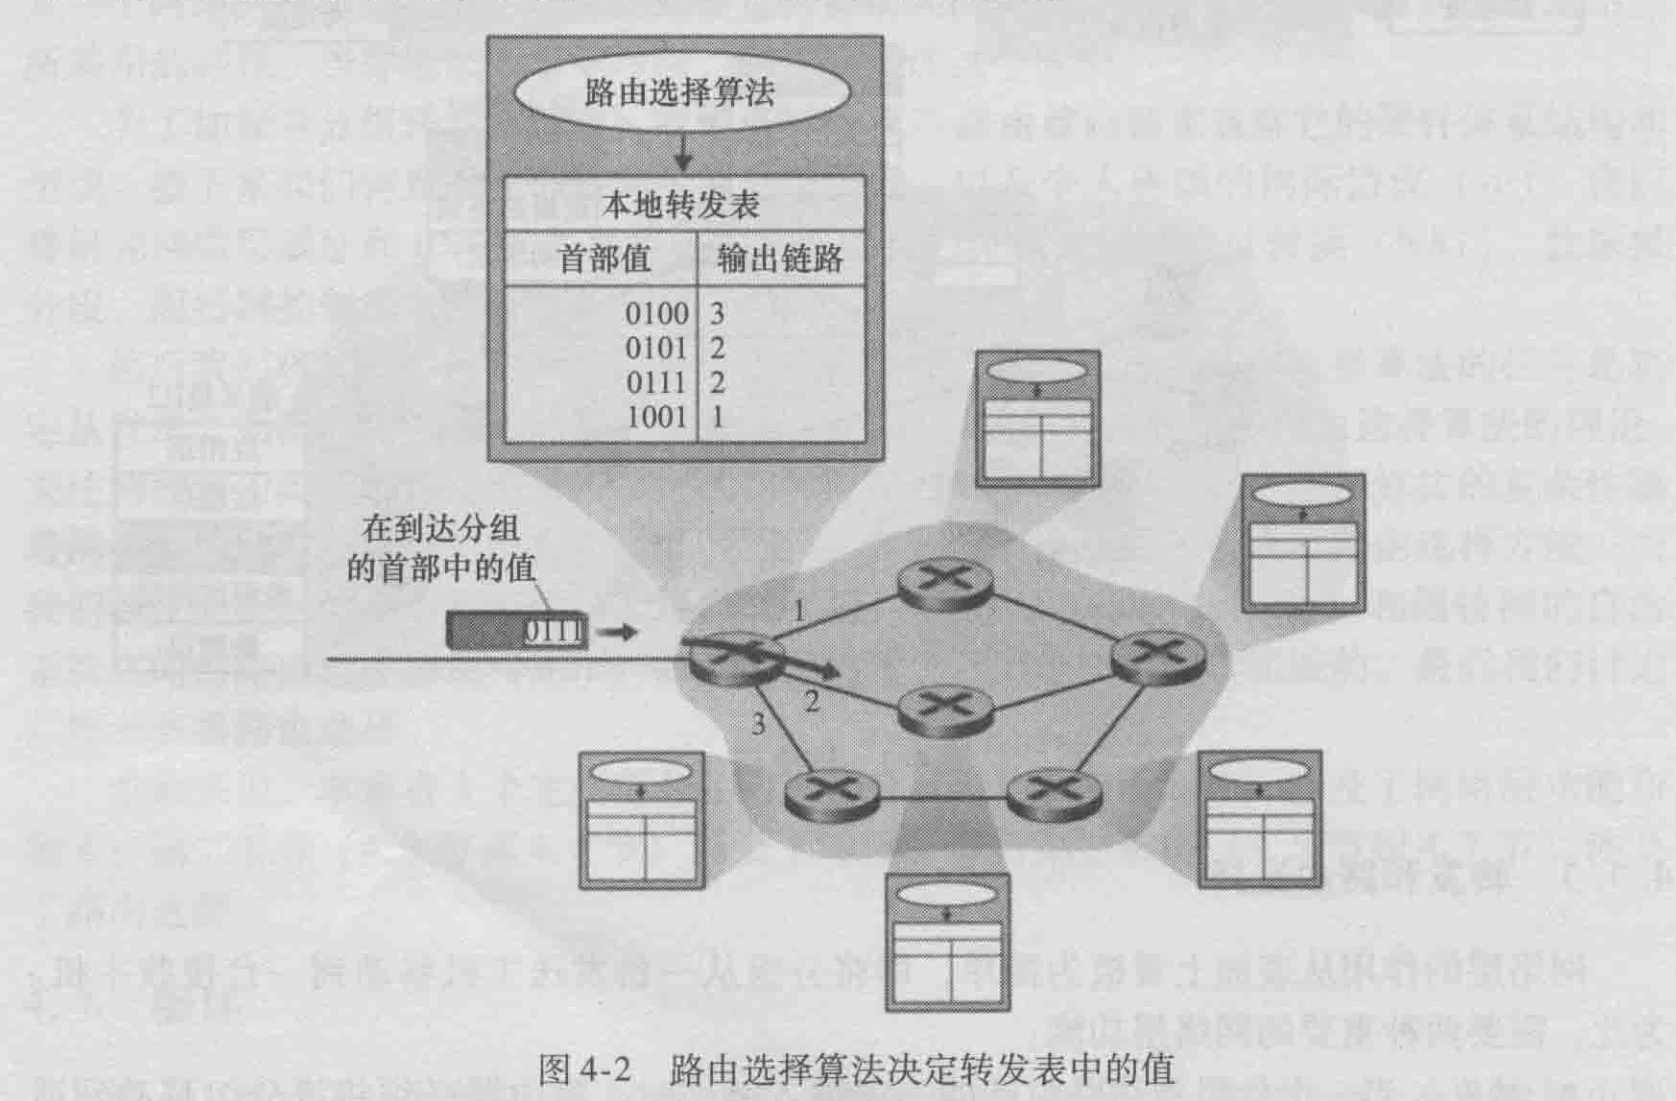 路由选择算法
本地转发表
首部值 输出链路
0100 3
0101 2
0111 2
1001 1
在到达分组
的首部中的值
0111
1
2
3
图4-2 路由选择算法决定转发表中的值